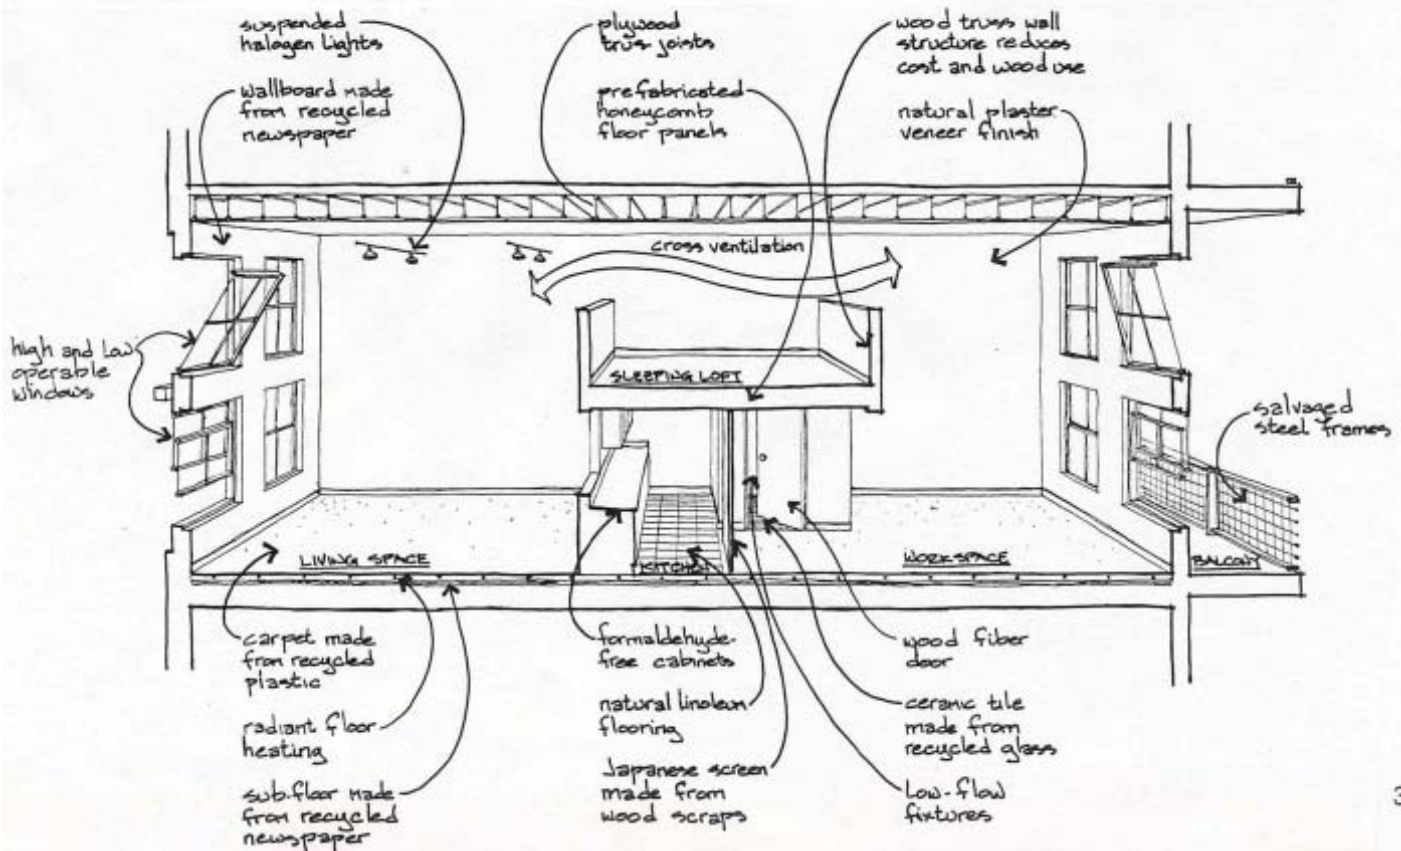 suspended
halogen lights
wallboard made
from recycled
newspaper
plywood
trus joists
prefabricated
honeycomb
floor panels
wood truss wall
structure reduces
cost and wood use
natural plaster
veneer finish
cross ventilation
high and low
operable
windows
SLEEPING LOFT
salvaged
steel frames
LIVING SPACE
KITCHEN
WORKSPACE
BALCONY
carpet made
from recycled
plastic
radiant floor
heating
sub-floor made
from recycled
newspaper
formaldehyde-
free cabinets
natural linoleum
flooring
Japanese screen
made from
wood scraps
wood fiber
door
ceramic tile
made from
recycled glass
low-flow
fixtures
3